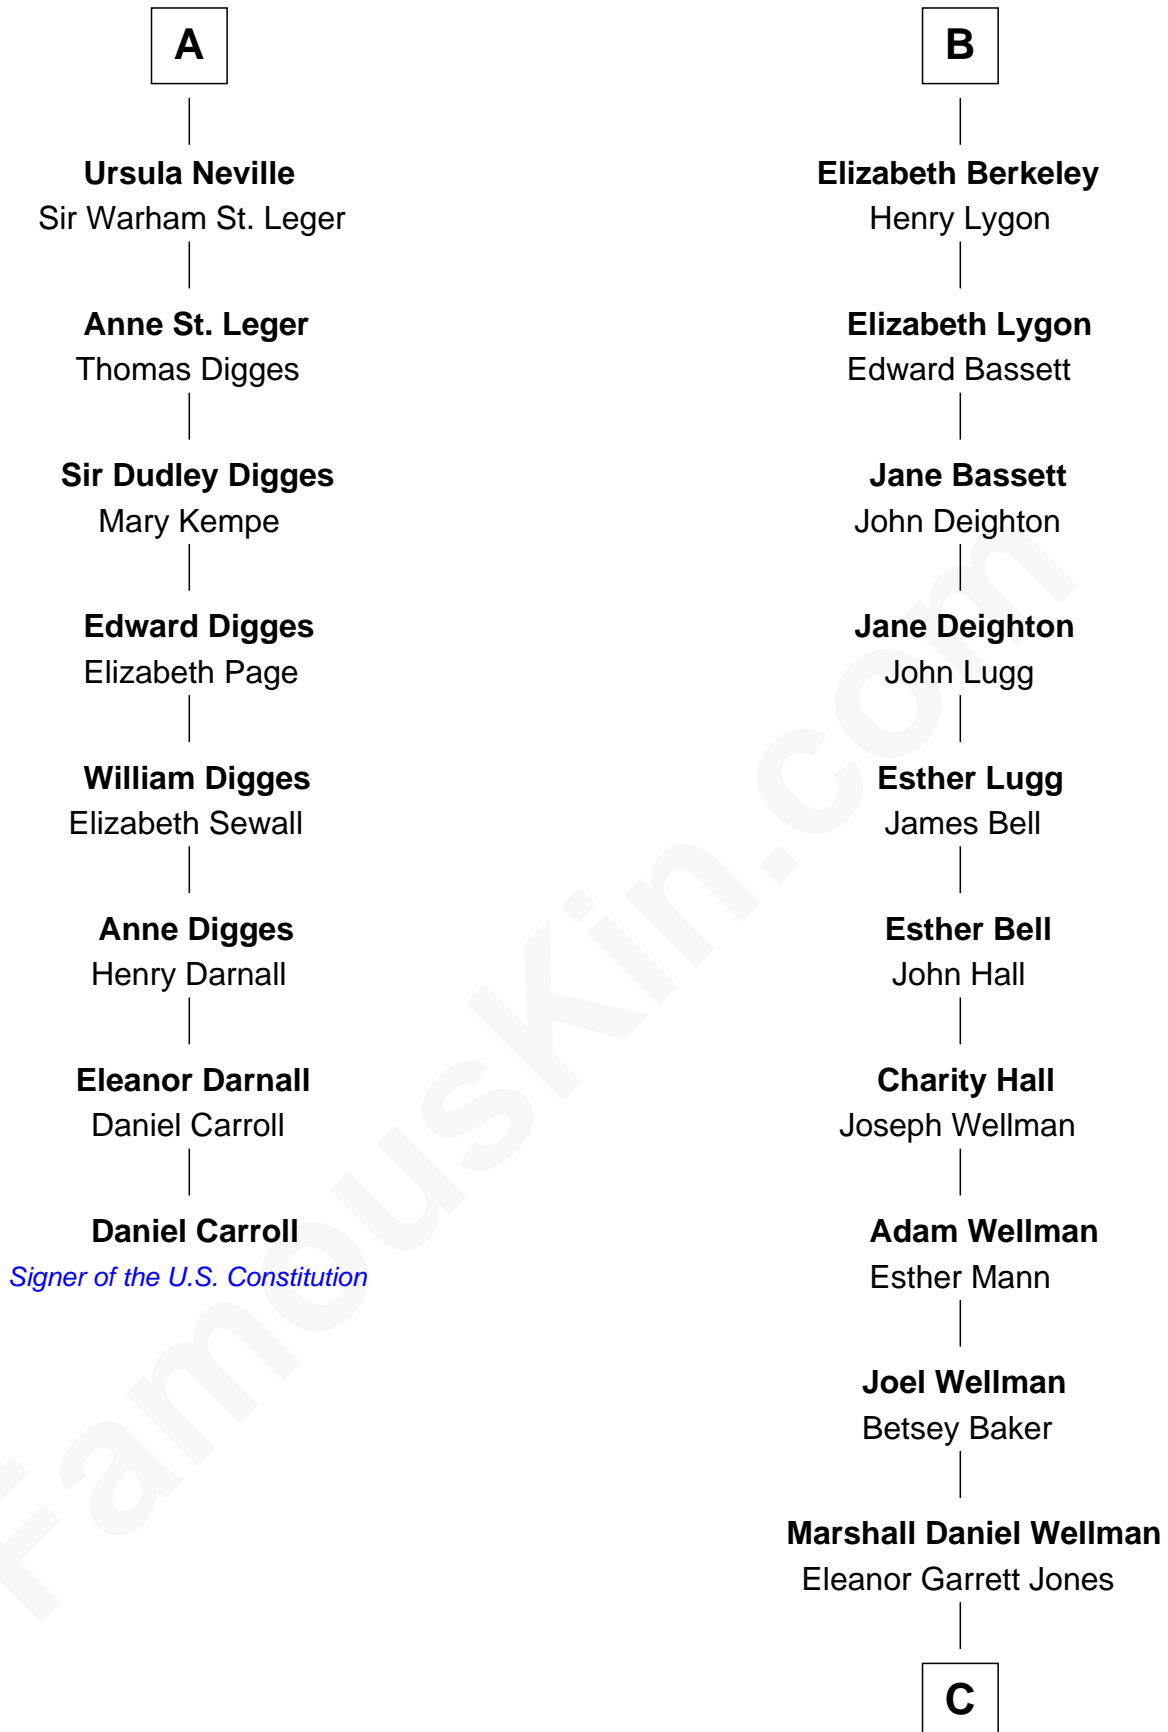 A
Ursula Neville
Sir Warham St. Leger
Anne St. Leger
Thomas Digges
Sir Dudley Digges
Mary Kempe
Edward Digges
Elizabeth Page
William Digges
Elizabeth Sewall
Anne Digges
Henry Darnall
Eleanor Darnall
Daniel Carroll
Daniel Carroll
Signer of the U.S. Constitution
B
Elizabeth Berkeley
Henry Lygon
Elizabeth Lygon
Edward Bassett
Jane Bassett
John Deighton
Jane Deighton
John Lugg
Esther Lugg
James Bell
Esther Bell
John Hall
Charity Hall
Joseph Wellman
Adam Wellman
Esther Mann
Joel Wellman
Betsey Baker
Marshall Daniel Wellman
Eleanor Garrett Jones
C
FamousKin.com